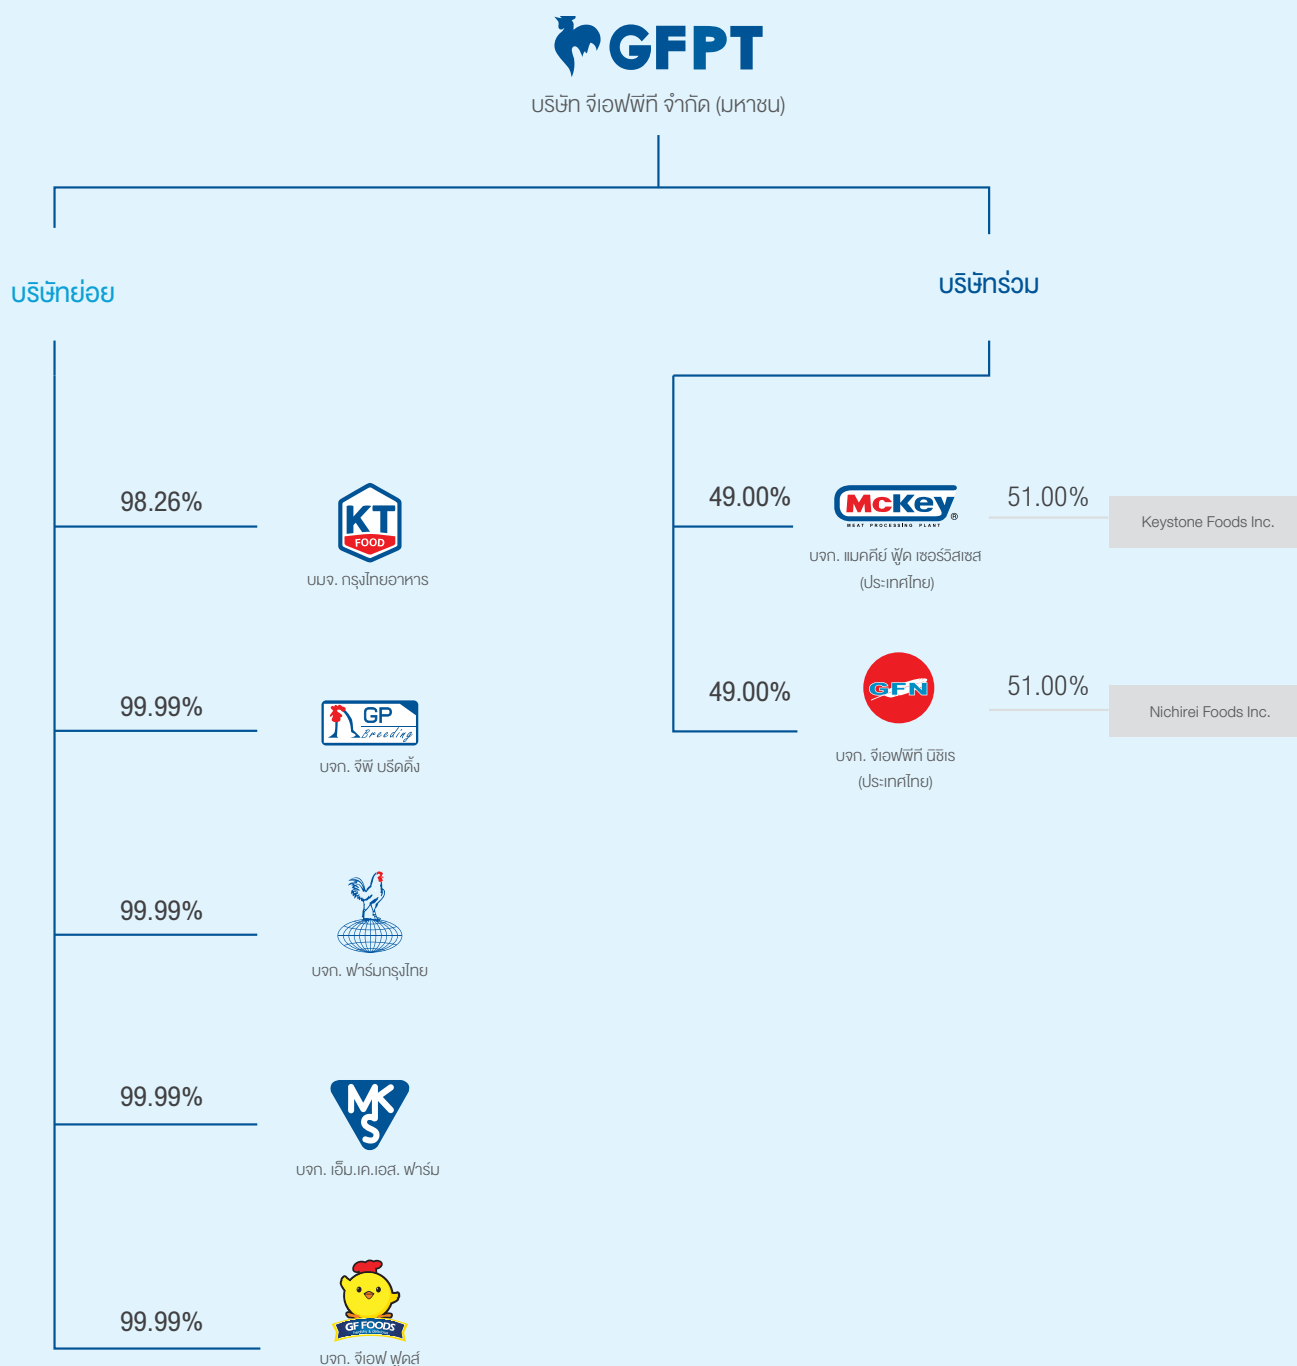 GFPT
บริษัท จีเอฟพีที จำกัด (มหาชน)
บริษัทย่อย
บริษัทร่วม
98.26%
KT
FOOD
บมจ. กรุงไทยอาหาร
99.99%
GP
Breeding
บจก. จีพี บรีดดิ้ง
99.99%
บจก. ฟาร์มกรุงไทย
99.99%
MK
S
บจก. เอ็ม.เค.เอส. ฟาร์ม
99.99%
GF FOODS
บจก. จีเอฟ ฟูดส์
49.00%
McKey®
MEAT PROCESSING PLANT
บจก. แมคคีย์ ฟู้ด เซอร์วิสเซส
(ประเทศไทย)
51.00%
Keystone Foods Inc.
49.00%
GFN
บจก. จีเอฟพีที นิชิเร
(ประเทศไทย)
51.00%
Nichirei Foods Inc.